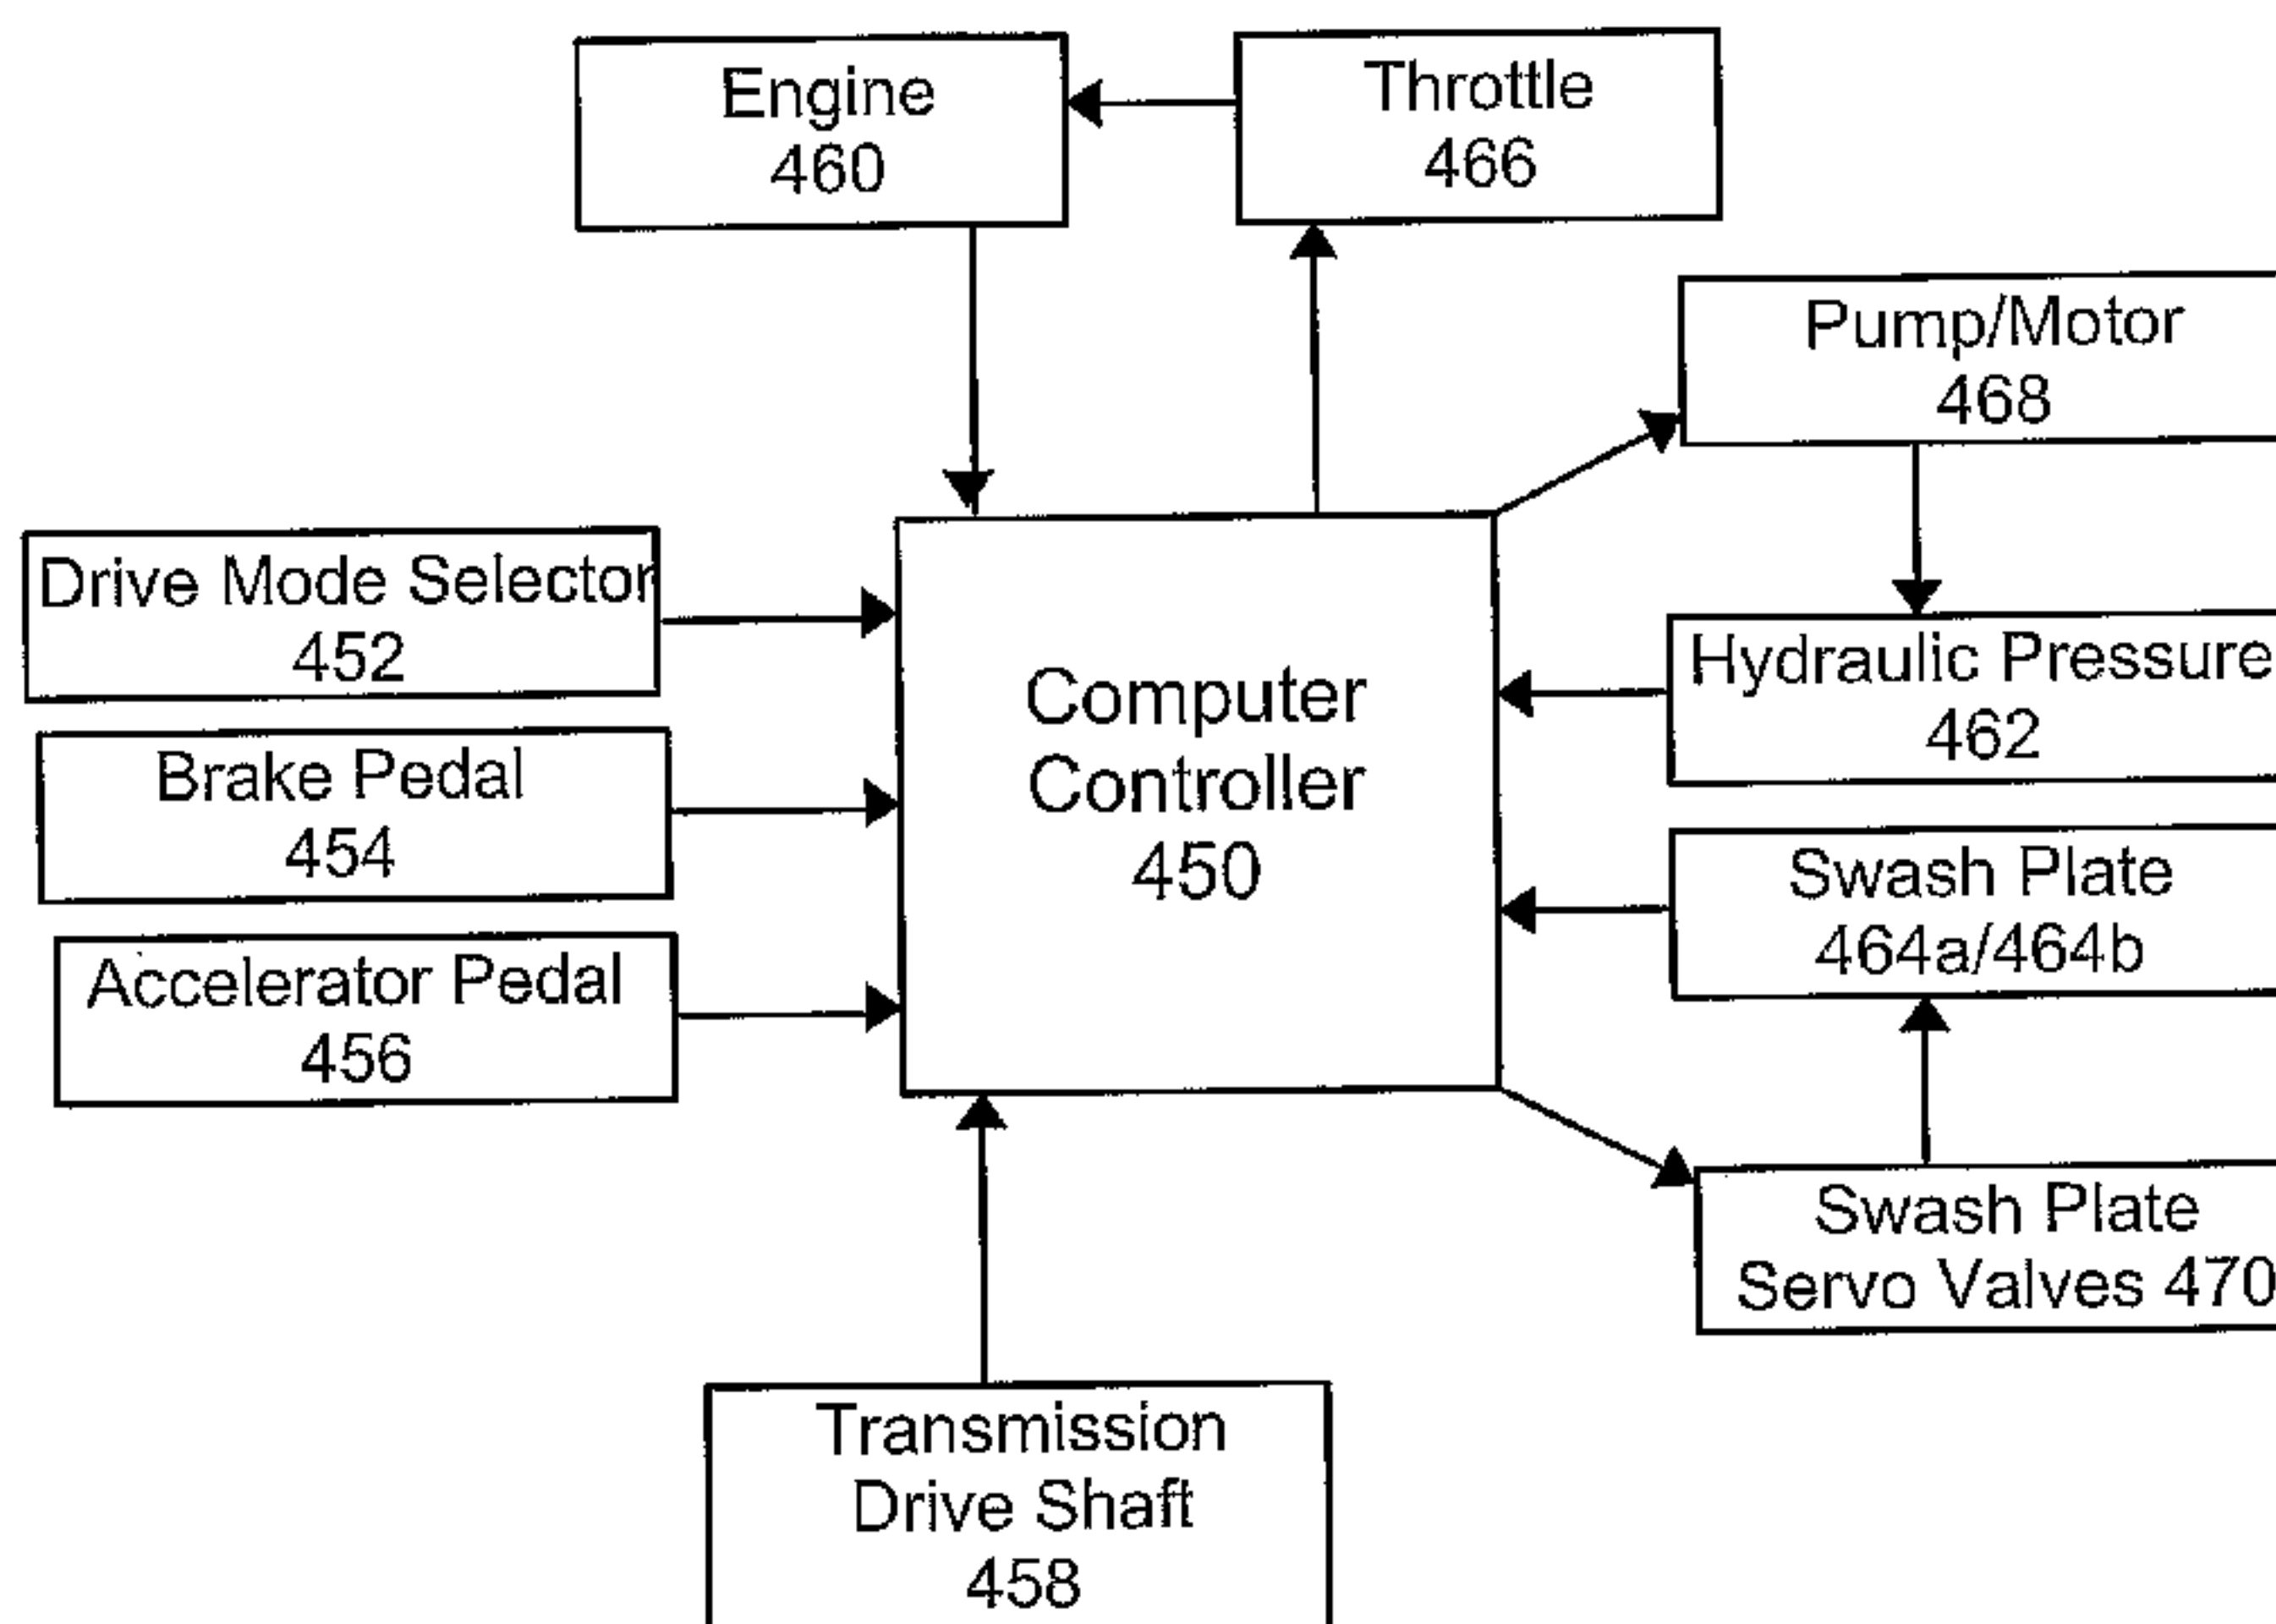 Engine
460
Throttle
466
Pump/Motor
468
Drive Mode Selector
452
Computer
Controller
450
Hydraulic Pressure
462
Brake Pedal
454
Swash Plate
464a/464b
Accelerator Pedal
456
Swash Plate
Servo Valves 470
Transmission
Drive Shaft
458